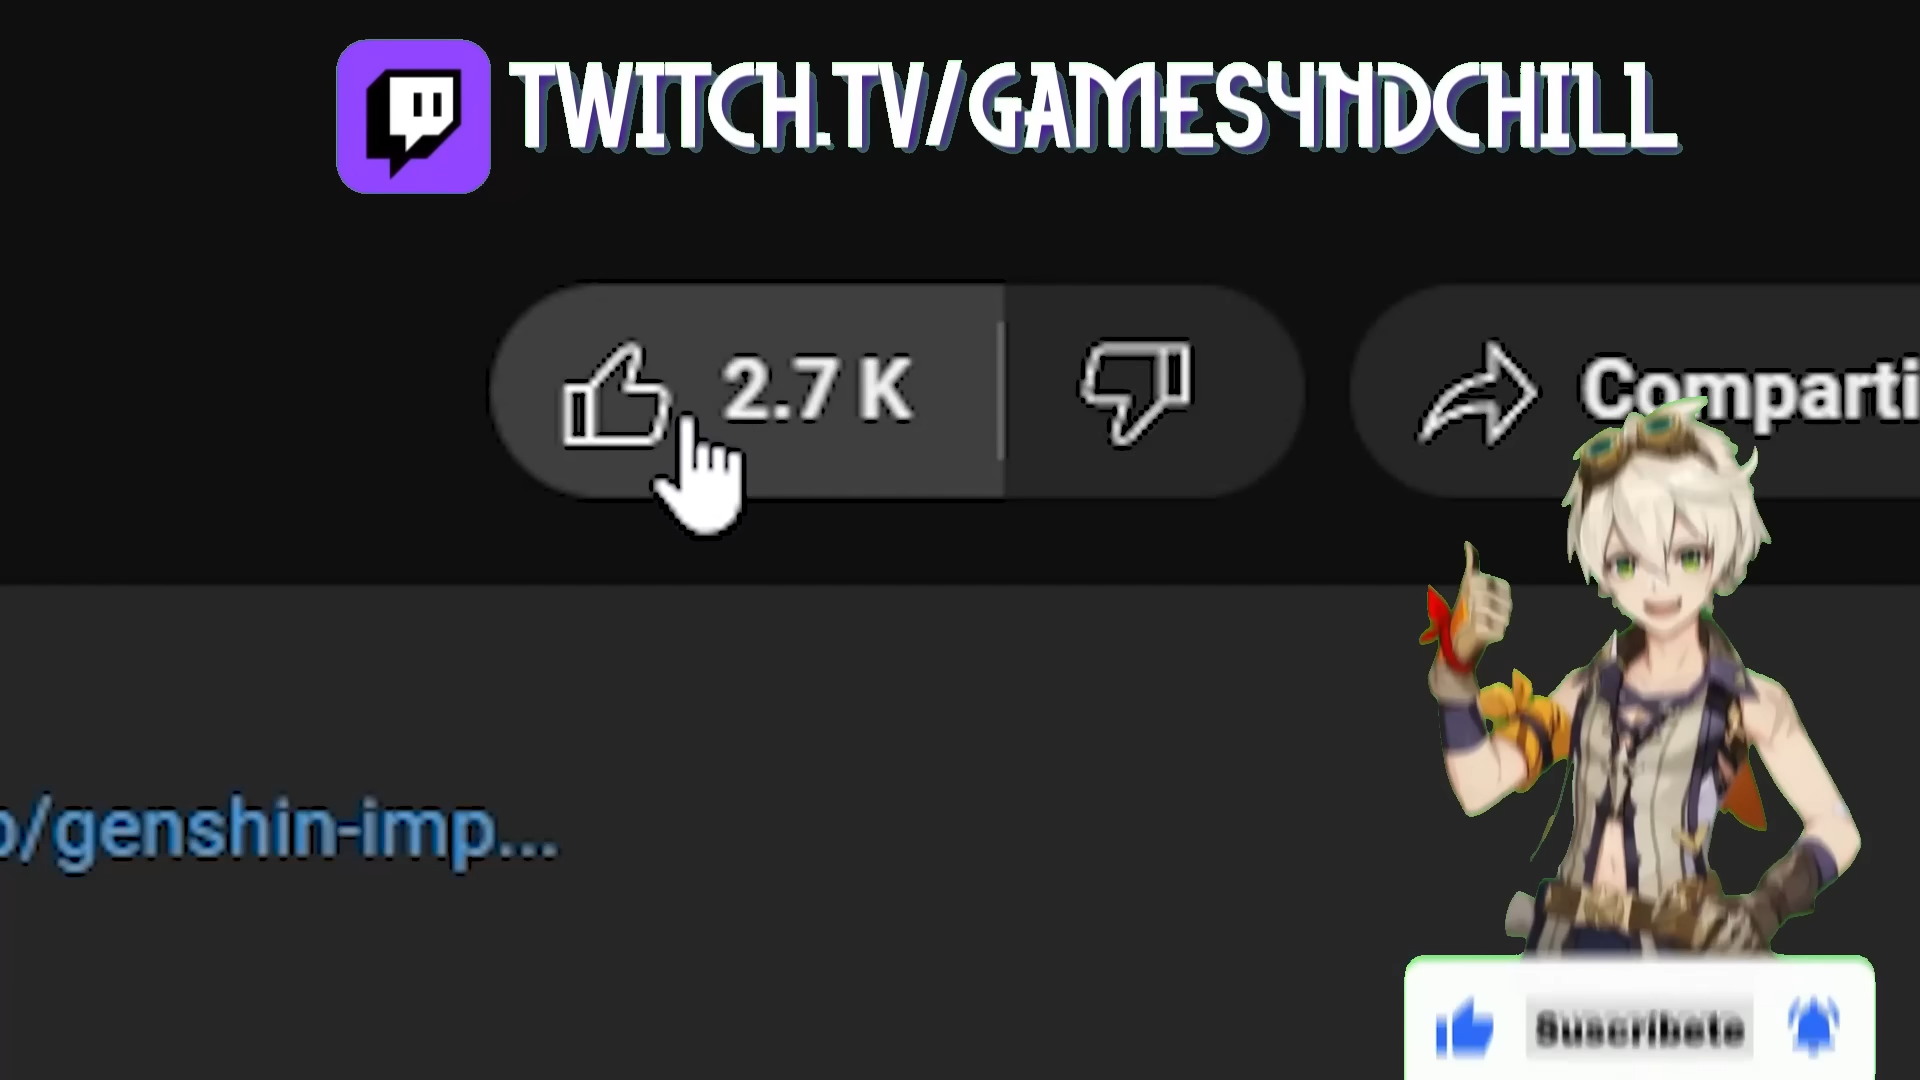 TWITCH.TV/GAMES4NDCHILL
2.7 K
Comparti
o/genshin-imp...
Suscríbete